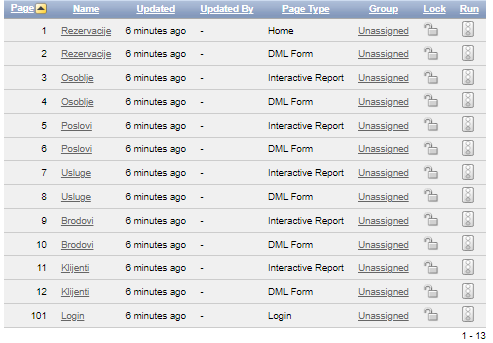 Page Name Updated Updated By Page Type Group Lock Run
1 Rezervacije 6 minutes ago - Home Unassigned
2 Rezervacije 6 minutes ago - DML Form Unassigned
3 Osoblje 6 minutes ago - Interactive Report Unassigned
4 Osoblje 6 minutes ago - DML Form Unassigned
5 Poslovi 6 minutes ago - Interactive Report Unassigned
6 Poslovi 6 minutes ago - DML Form Unassigned
7 Usluge 6 minutes ago - Interactive Report Unassigned
8 Usluge 6 minutes ago - DML Form Unassigned
9 Brodovi 6 minutes ago - Interactive Report Unassigned
10 Brodovi 6 minutes ago - DML Form Unassigned
11 Klijenti 6 minutes ago - Interactive Report Unassigned
12 Klijenti 6 minutes ago - DML Form Unassigned
101 Login 6 minutes ago - Login Unassigned
1 - 13